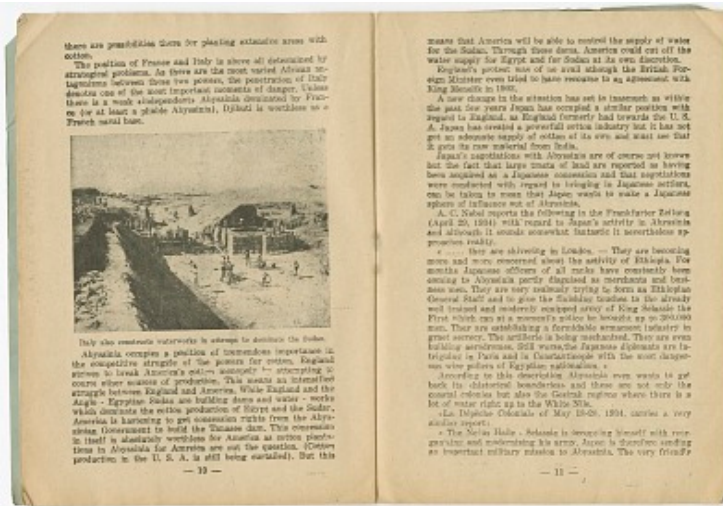 there are possibilities there for planting extensive areas with
cotton.
The position of France and Italy is above all determined by
strategical problems. As there are the most varied African an-
tagonisms between these two powers, the penetration of Italy
denotes one of the most important moments of danger. Unless
there is a weak «independent» Abyssinia dominated by Fran-
ce (or at least a pliable Abyssinia), Djibuti is worthless as a
French naval base.
Italy also constructs waterworks in attempt to dominate the Sudan.
Abyssinia occupies a position of tremendous importance in
the competitive struggle of the powers for cotton. England
strives to break America's cotton monopoly by attempting to
course other sources of production. This means an intensified
struggle between England and America. While England and the
Anglo - Egyptian Sudan are building dams and water - works
which dominate the cotton production of Egypt and the Sudan,
America is hastening to get concession rights from the Abys-
sinian Government to build the Tanasee dam. This concession
in itself is absolutely worthless for America as cotton planta-
tions in Abyssinia for America are out the question. (Cotton
production in the U. S. A. is still being curtailed). But this
— 10 —
means that America will be able to control the supply of water
for the Sudan. Through these dams, America could cut off the
water supply for Egypt and for Sudan at its own discretion.
England's protest was of no avail although the British For-
eign Minister even tried to have recourse to an agreement with
King Menelik in 1902.
A new change in the situation has set in inasmuch as within
the past few years Japan has occupied a similar position with
regard to England, as England formerly had towards the U. S.
A. Japan has created a powerful cotton industry but it has not
got an adequate supply of cotton of its own and must see that
it gets its raw material from India.
Japan's negotiations with Abyssinia are of course not known
but the fact that large tracts of land are reported as having
been acquired as a Japanese concession and that negotiations
were conducted with regard to bringing in Japanese settlers,
can be taken to mean that Japan wants to make a Japanese
sphere of influence out of Abyssinia.
A. C. Nobel reports the following in the Frankfurter Zeitung
(April 29, 1934) with regard to Japan's activity in Abyssinia
and although it sounds somewhat fantastic it nevertheless ap-
proaches reality.
« ..... they are shivering in London. — They are becoming
more and more concerned about the activity of Ethiopia. For
months Japanese officers of all ranks have constantly been
coming to Abyssinia partly disguised as merchants and busi-
ness men. They are very zealously trying to form an Ethiopian
General Staff and to give the finishing touches to the already
well trained and modernly equipped army of King Selassie the
First which can at a moment's notice be brought up to
men. They are establishing a formidable armament industry in
great secrecy. The artillery is being mechanised. They are even
building aerodromes. Still worse, the Japanese diplomats are in-
triguing in Paris and in Constantinople with the most danger-
ous wire pullers of Egyptian nationalism. »
According to this description Abyssinia even wants to get
back its historical boundaries and these are not only the
coastal colonies but also the Central regions where there is a
lot of water right up to the White Nile.
«La Dépêche Coloniale of May 1934, carries a very
similar report:
« The Selassie is occupying himself with reor-
ganising and modernising his army. Japan is therefore sending
an important military mission to Abyssinia. The very friendly
— 11 —